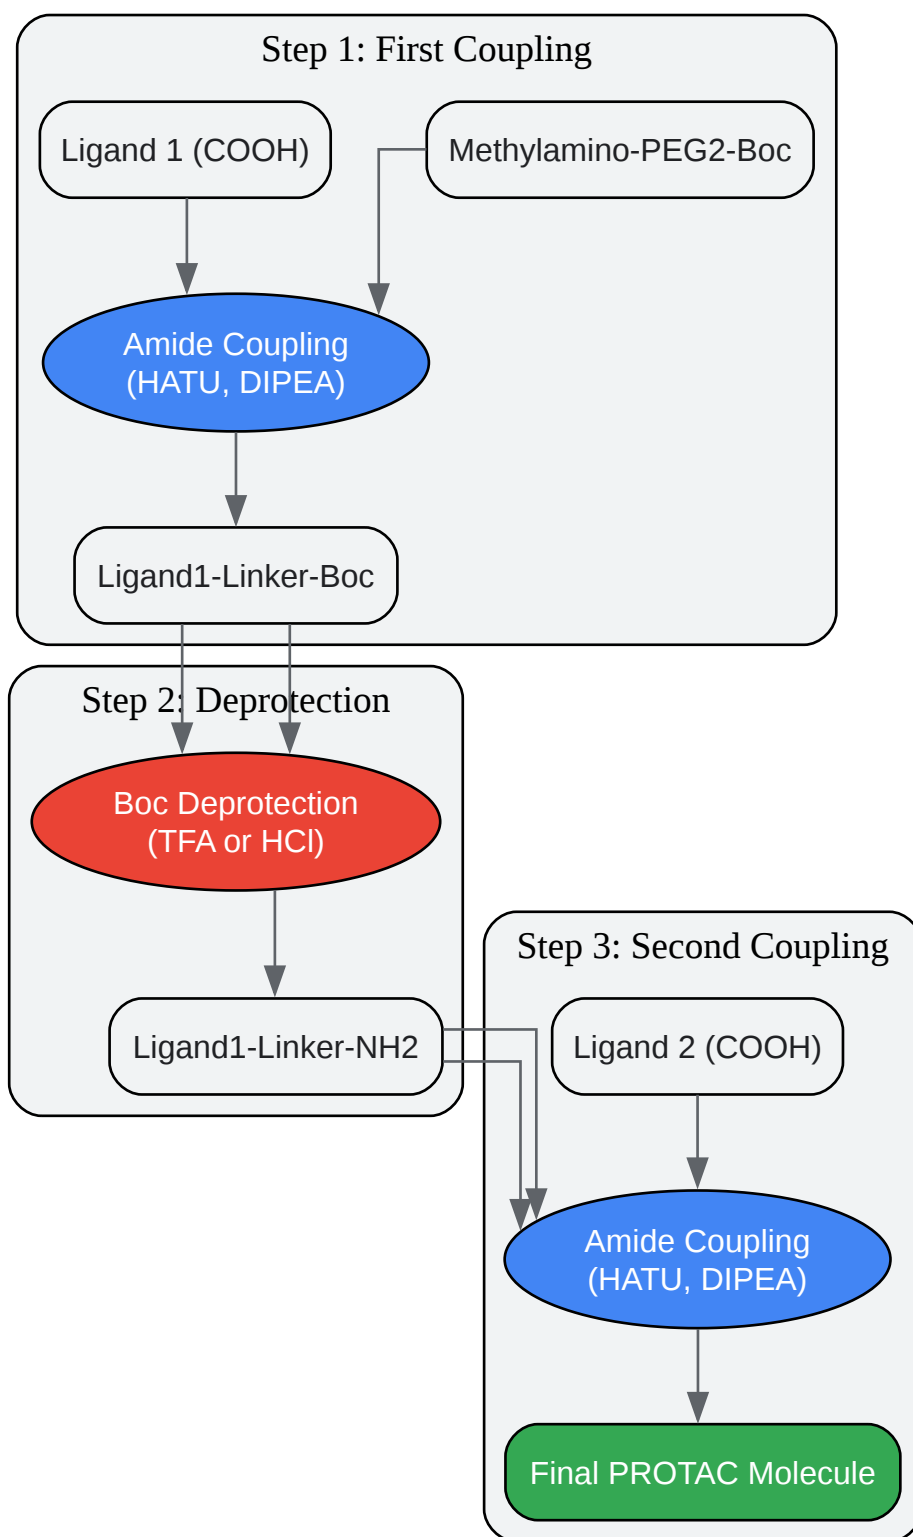 Step 1: First Coupling
Ligand 1 (COOH)
Methylamino-PEG2-Boc
Amide Coupling
(HATU, DIPEA)
Ligand1-Linker-Boc
Step 2: Deprotection
Boc Deprotection
(TFA or HCl)
Ligand1-Linker-NH2
Step 3: Second Coupling
Ligand 2 (COOH)
Amide Coupling
(HATU, DIPEA)
Final PROTAC Molecule